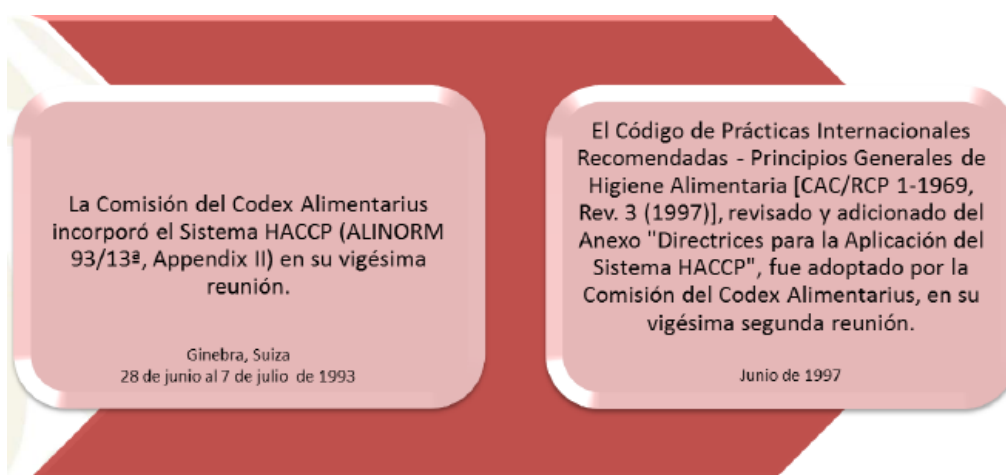 La Comisión del Codex Alimentarius
incorporó el Sistema HACCP (ALINORM
93/13ª, Appendix II) en su vigésima
reunión.
Ginebra, Suiza
28 de junio al 7 de julio de 1993
El Código de Prácticas Internacionales
Recomendadas - Principios Generales de
Higiene Alimentaria [CAC/RCP 1-1969,
Rev. 3 (1997)], revisado y adicionado del
Anexo "Directrices para la Aplicación del
Sistema HACCP", fue adoptado por la
Comisión del Codex Alimentarius, en su
vigésima segunda reunión.
Junio de 1997